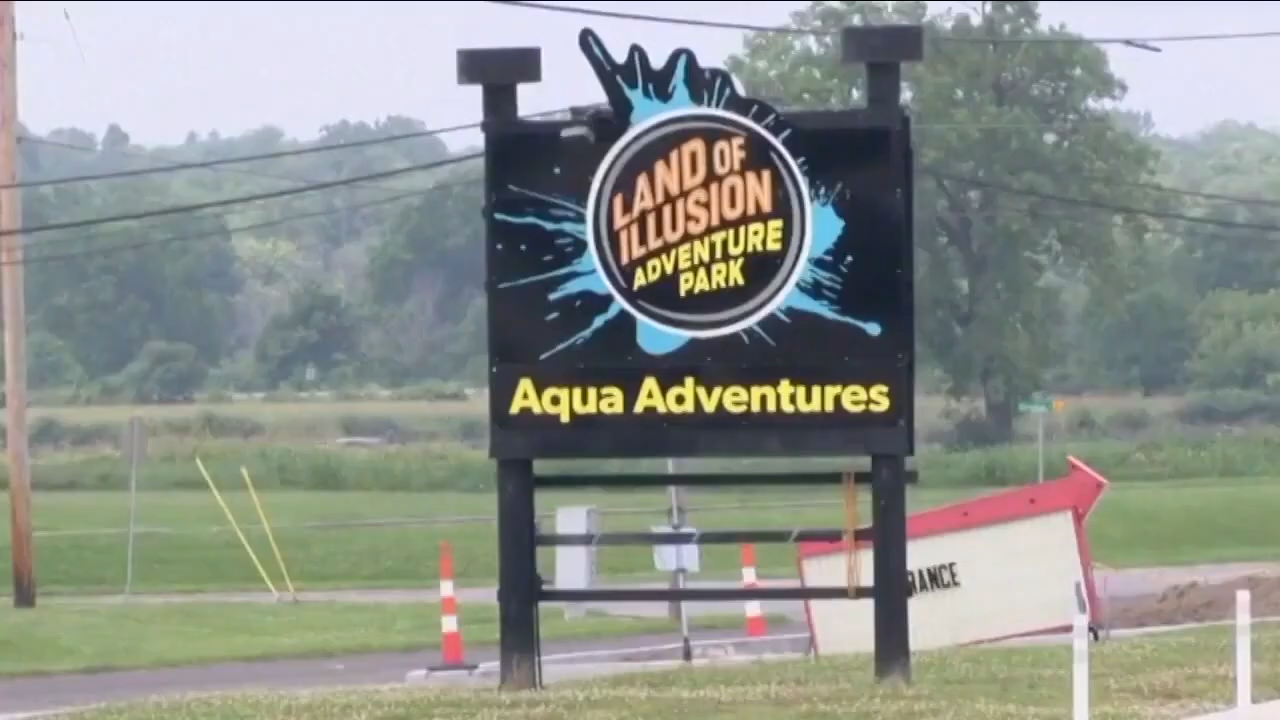 LAND OF
ILLUSION
ADVENTURE
PARK
Aqua Adventures
RANCE